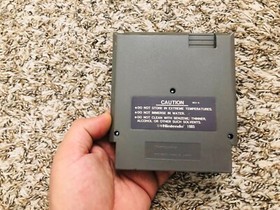 CAUTION
●DO NOT STORE IN EXTREME TEMPERATURES.
●DO NOT IMMERSE IN WATER.
●DO NOT CLEAN WITH BENZENE, THINNER,
ALCOHOL OR OTHER SUCH SOLVENTS.
Nintendo 1985